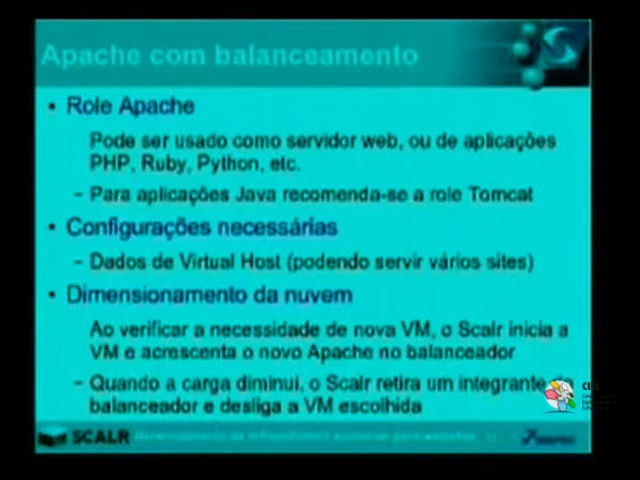 Apache com balanceamento
• Role Apache
Pode ser usado como servidor web, ou de aplicações
PHP, Ruby, Python, etc.
– Para aplicações Java recomenda-se a role Tomcat
• Configurações necessárias
– Dados de Virtual Host (podendo servir vários sites)
• Dimensionamento da nuvem
Ao verificar a necessidade de nova VM, o Scalr inicia a
VM e acrescenta o novo Apache no balanceador
– Quando a carga diminui, o Scalr retira um integrante do
balanceador e desliga a VM escolhida
SCALR